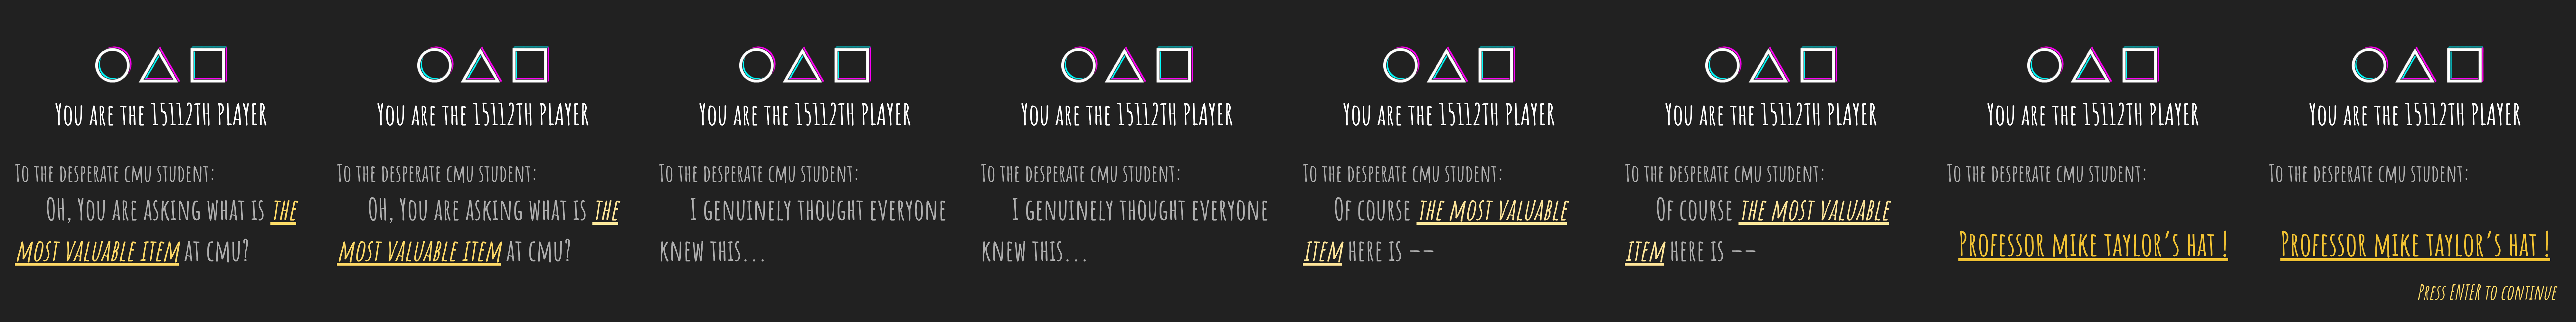 You are the 15112th player
To the desperate cmu student:
OH, You are asking what is the
most valuable item at cmu?
You are the 15112th player
To the desperate cmu student:
OH, You are asking what is the
most valuable item at cmu?
You are the 15112th player
To the desperate cmu student:
I genuinely thought everyone
knew this...
You are the 15112th player
To the desperate cmu student:
I genuinely thought everyone
knew this...
You are the 15112th player
To the desperate cmu student:
Of course the most valuable
item here is --
You are the 15112th player
To the desperate cmu student:
Of course the most valuable
item here is --
You are the 15112th player
To the desperate cmu student:
Professor mike taylor's hat !
You are the 15112th player
To the desperate cmu student:
Professor mike taylor's hat !
Press ENTER to continue